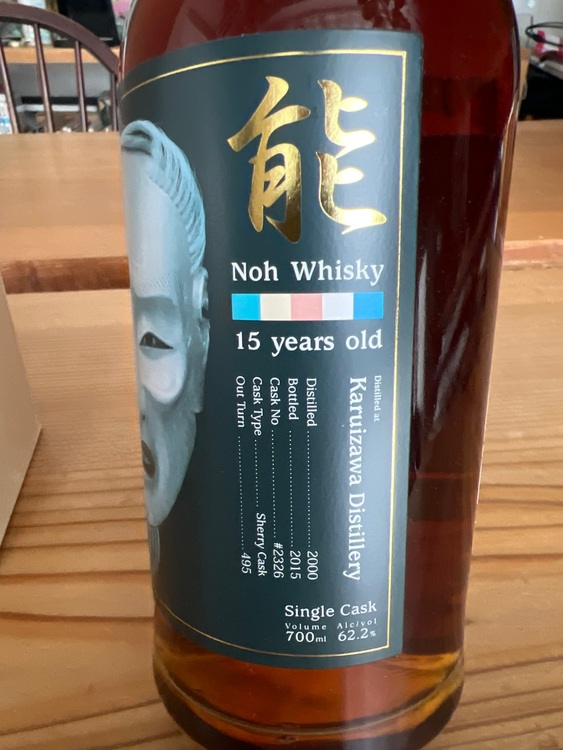 能
Noh Whisky
15 years old
Distilled at
Karuizawa Distillery
Distilled ........................ 2000
Bottled ........................ 2015
Cask No ........................ #2326
Cask Type ............... Sherry Cask
Out Turn ........................ 495
Single Cask
Volume Alc/vol
700ml 62.2%